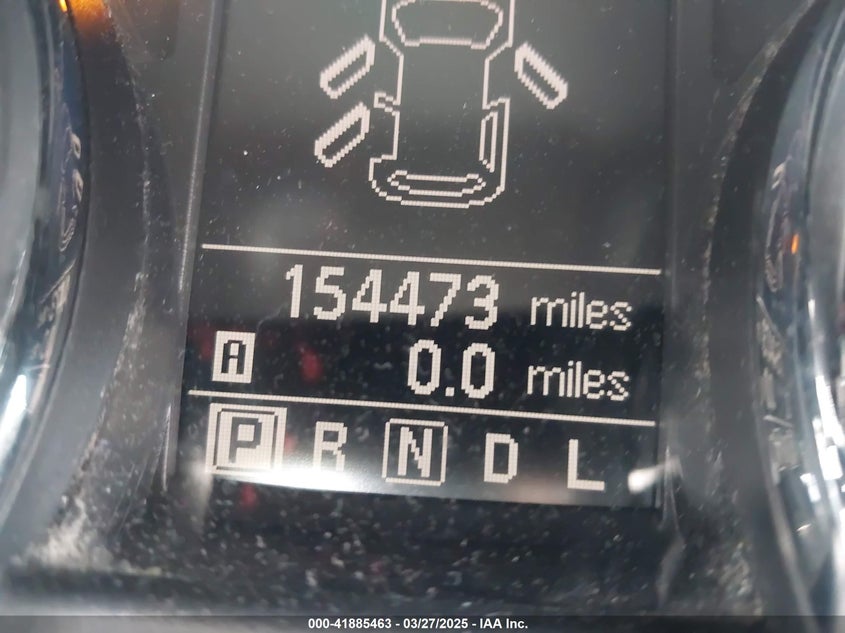 154473 miles
A 0.0 miles
P R N D L
000-41885463 - 03/27/2025 - IAA Inc.